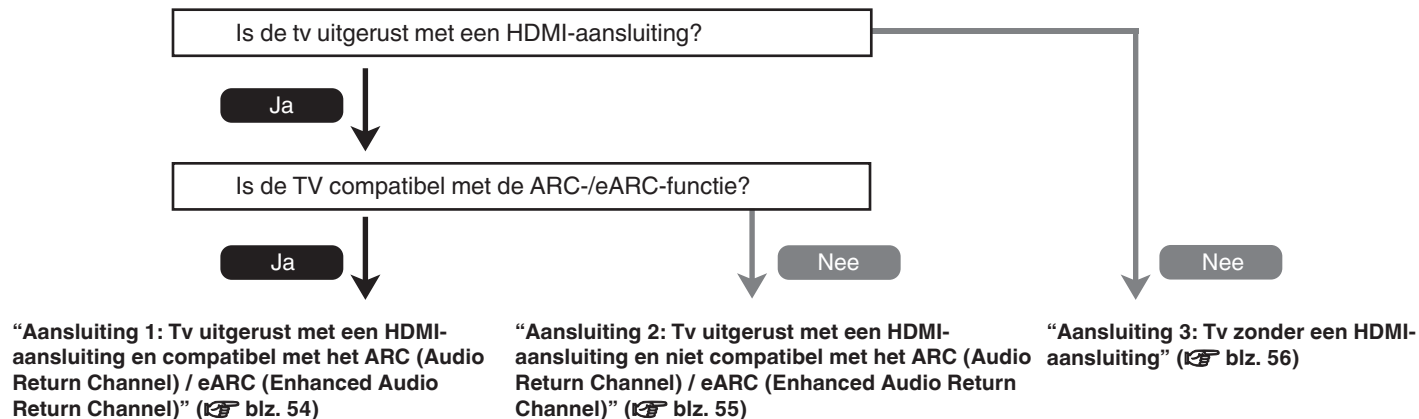 Is de tv uitgerust met een HDMI-aansluiting?
Ja
Is de TV compatibel met de ARC-/eARC-functie?
Ja
Nee
Nee
“Aansluiting 1: Tv uitgerust met een HDMI-
aansluiting en compatibel met het ARC (Audio
Return Channel) / eARC (Enhanced Audio
Return Channel)” (☞ blz. 54)
“Aansluiting 2: Tv uitgerust met een HDMI-
aansluiting en niet compatibel met het ARC (Audio
Return Channel) / eARC (Enhanced Audio Return
Channel)” (☞ blz. 55)
“Aansluiting 3: Tv zonder een HDMI-
aansluiting” (☞ blz. 56)